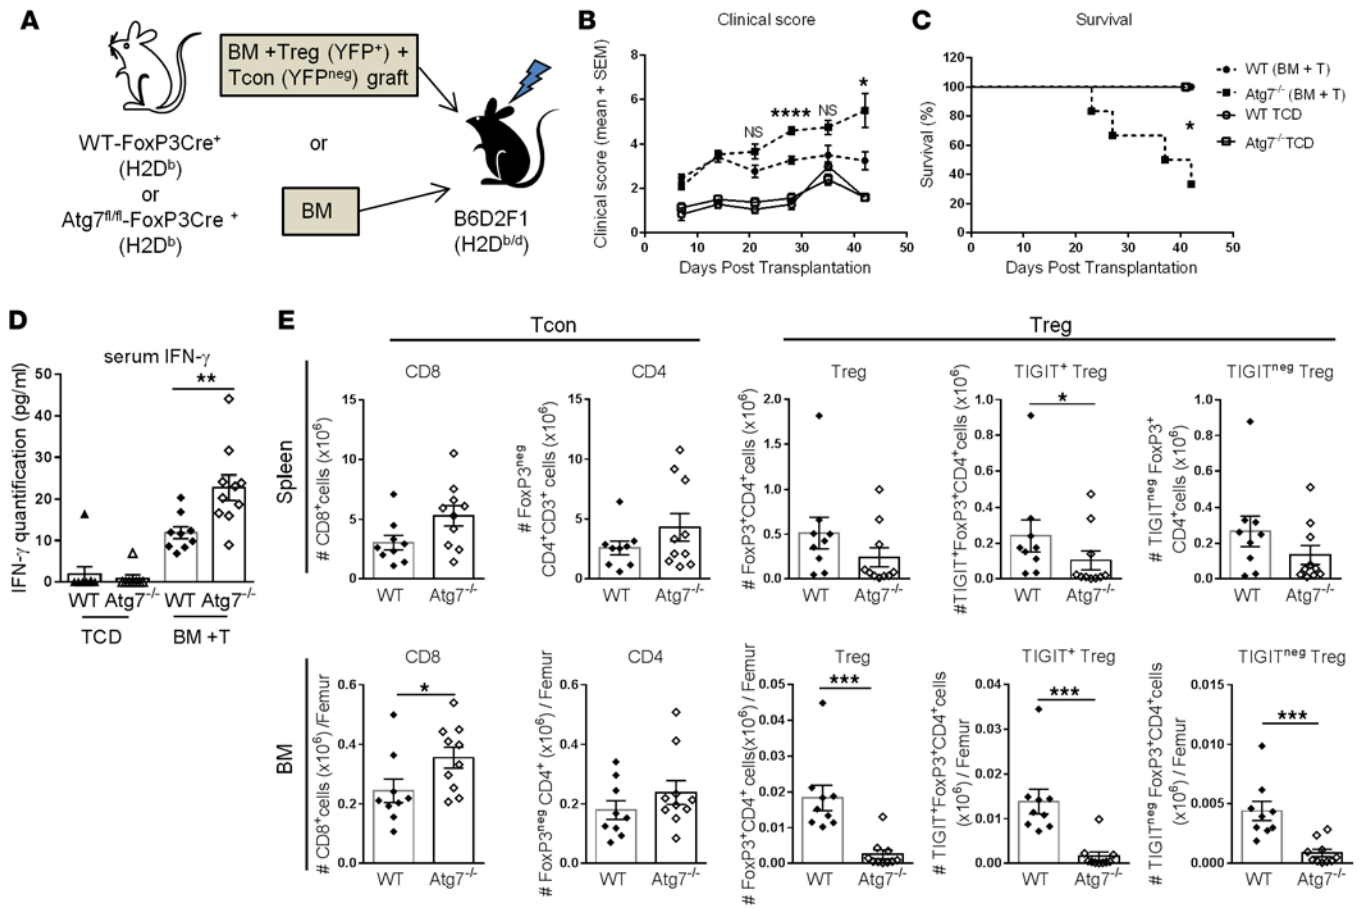 A
BM +Treg (YFP⁺) +
Tcon (YFPⁿᵉᵍ) graft
WT-FoxP3Cre⁺
(H2Dᵇ)
or
Atg7ᶠˡ/ᶠˡ-FoxP3Cre ⁺
(H2Dᵇ)
or
BM
B6D2F1
(H2Dᵇ/ᵈ)
B
Clinical score
Clinical score (mean + SEM)
8
6
4
2
0
NS
****
NS
*
0 10 20 30 40 50
Days Post Transplantation
C
Survival
Survival (%)
120
100
80
60
40
20
0
*
0 10 20 30 40 50
Days Post Transplantation
WT (BM + T)
Atg7⁻/⁻ (BM + T)
WT TCD
Atg7⁻/⁻TCD
D
serum IFN-γ
IFN-γ quantification (pg/ml)
50
40
30
20
10
0
**
WT Atg7⁻/⁻ WT Atg7⁻/⁻
TCD BM +T
E
Tcon
Treg
Spleen
CD8
# CD8⁺cells (x10⁶)
15
10
5
0
WT Atg7⁻/⁻
CD4
# FoxP3ⁿᵉᵍ
CD4⁺CD3⁺ cells (x10⁶)
15
10
5
0
WT Atg7⁻/⁻
Treg
# FoxP3⁺CD4⁺cells (x10⁶)
2.0
1.5
1.0
0.5
0.0
WT Atg7⁻/⁻
TIGIT⁺ Treg
#TIGIT⁺FoxP3⁺CD4⁺cells (x10⁶)
1.0
0.8
0.6
0.4
0.2
0.0
*
WT Atg7⁻/⁻
TIGITⁿᵉᵍ Treg
# TIGITⁿᵉᵍ FoxP3⁺
CD4⁺cells (x10⁶)
1.0
0.8
0.6
0.4
0.2
0.0
WT Atg7⁻/⁻
BM
CD8
# CD8⁺cells (x10⁶) /Femur
0.6
0.4
0.2
0.0
*
WT Atg7⁻/⁻
CD4
# FoxP3ⁿᵉᵍ CD4⁺ (x10⁶) / Femur
0.6
0.4
0.2
0.0
WT Atg7⁻/⁻
Treg
# FoxP3⁺CD4⁺ cells(x10⁶) / Femur
0.05
0.04
0.03
0.02
0.01
0.00
***
WT Atg7⁻/⁻
TIGIT⁺ Treg
# TIGIT⁺FoxP3⁺CD4⁺cells
(x10⁶) / Femur
0.04
0.03
0.02
0.01
0.00
***
WT Atg7⁻/⁻
TIGITⁿᵉᵍ Treg
# TIGITⁿᵉᵍ FoxP3⁺CD4⁺cells
(x10⁶) / Femur
0.015
0.010
0.005
0.000
***
WT Atg7⁻/⁻